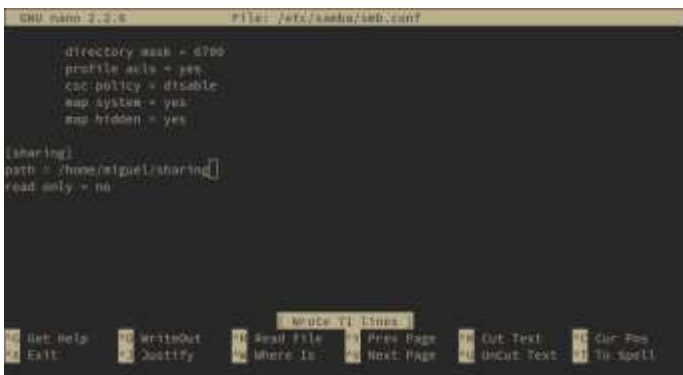 GNU nano 2.2.6 File: /etc/samba/smb.conf
directory mask = 0700
profile acls = yes
csc policy = disable
map system = yes
map hidden = yes
[sharing]
path = /home/miguel/sharing
read only = no
[ Wrote 71 lines ]
^G Get Help ^O WriteOut ^R Read File ^Y Prev Page ^K Cut Text ^C Cur Pos
^X Exit ^J Justify ^W Where Is ^V Next Page ^U UnCut Text ^T To Spell